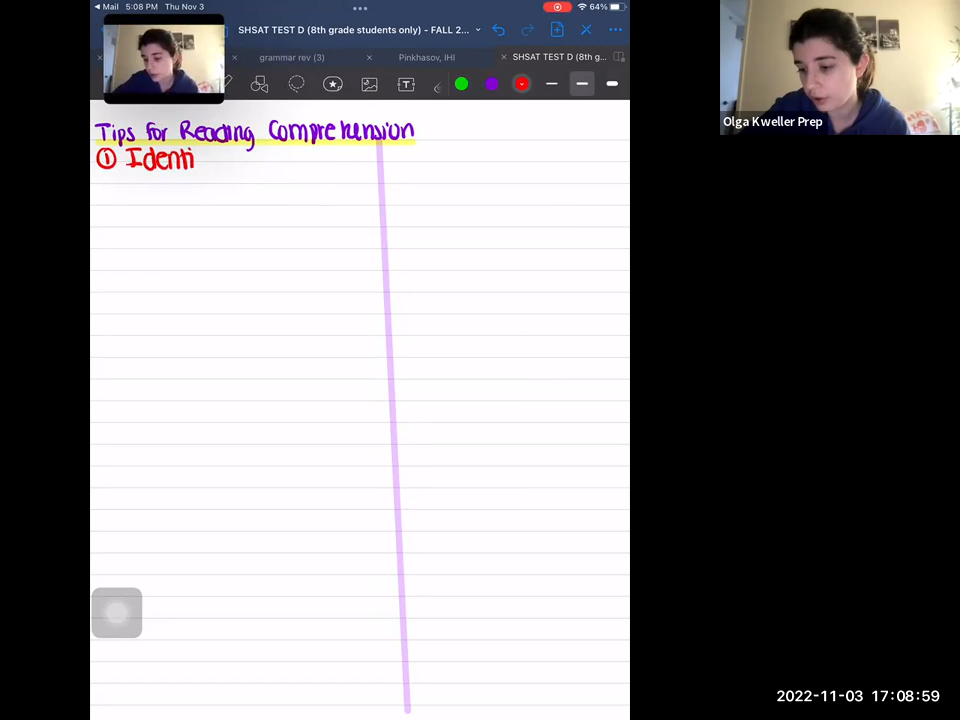 Mail 5:08 PM Thu Nov 3
64%
SHSAT TEST D (8th grade students only) - FALL 2...
grammar rev (3)
Pinkhasov, IHI
SHSAT TEST D (8th g...
Tips for Reading Comprehension
① Identi
Olga Kweller Prep
2022-11-03 17:08:59